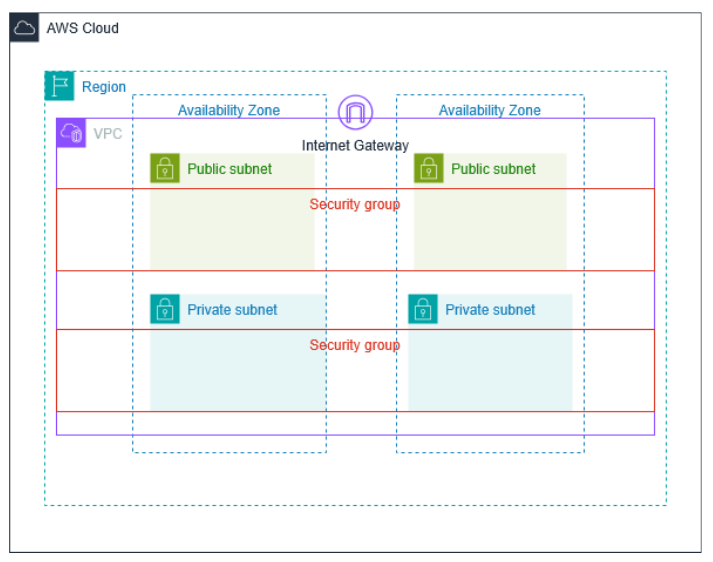 AWS Cloud
Region
Availability Zone
Availability Zone
VPC
Internet Gateway
Public subnet
Public subnet
Security group
Private subnet
Private subnet
Security group